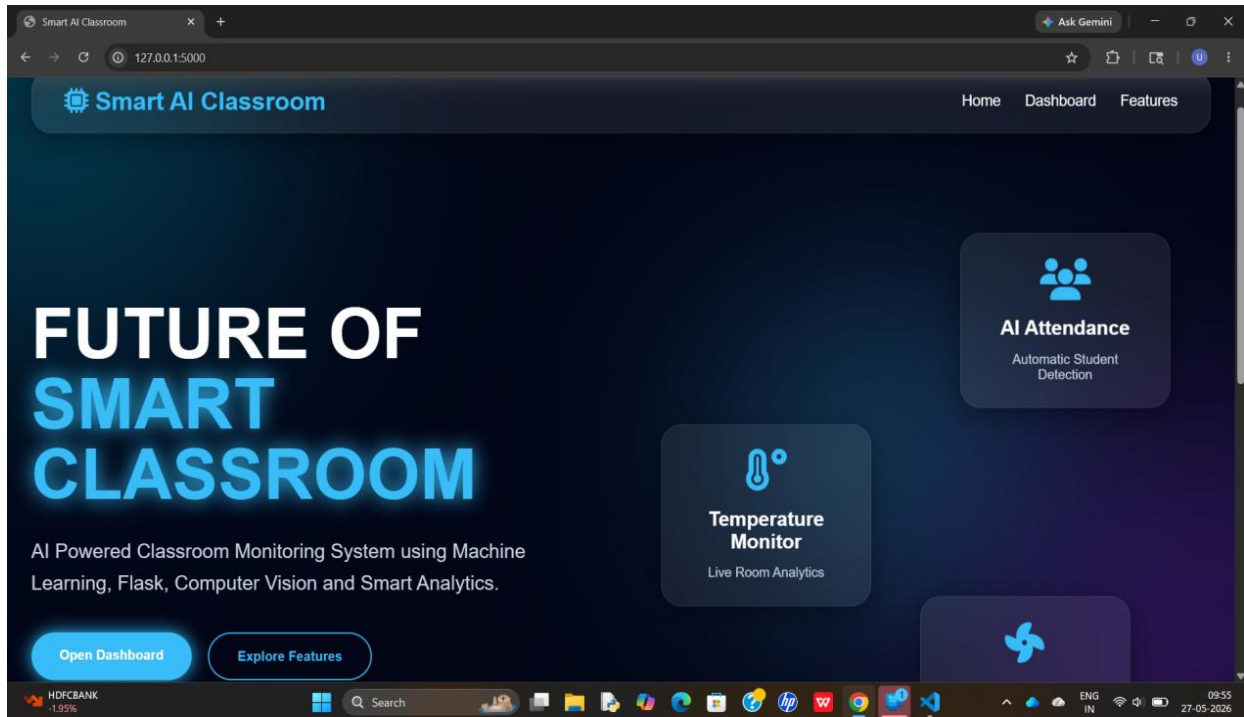 Smart AI Classroom
Ask Gemini
127.0.0.1:5000
U
Smart AI Classroom
Home Dashboard Features
AI Attendance
Automatic Student
Detection
FUTURE OF
SMART
CLASSROOM
Temperature
Monitor
Live Room Analytics
AI Powered Classroom Monitoring System using Machine
Learning, Flask, Computer Vision and Smart Analytics.
Open Dashboard
Explore Features
HDFCBANK
-1.95%
Search
hp
W
1
ENG
IN
09:55
27-05-2026